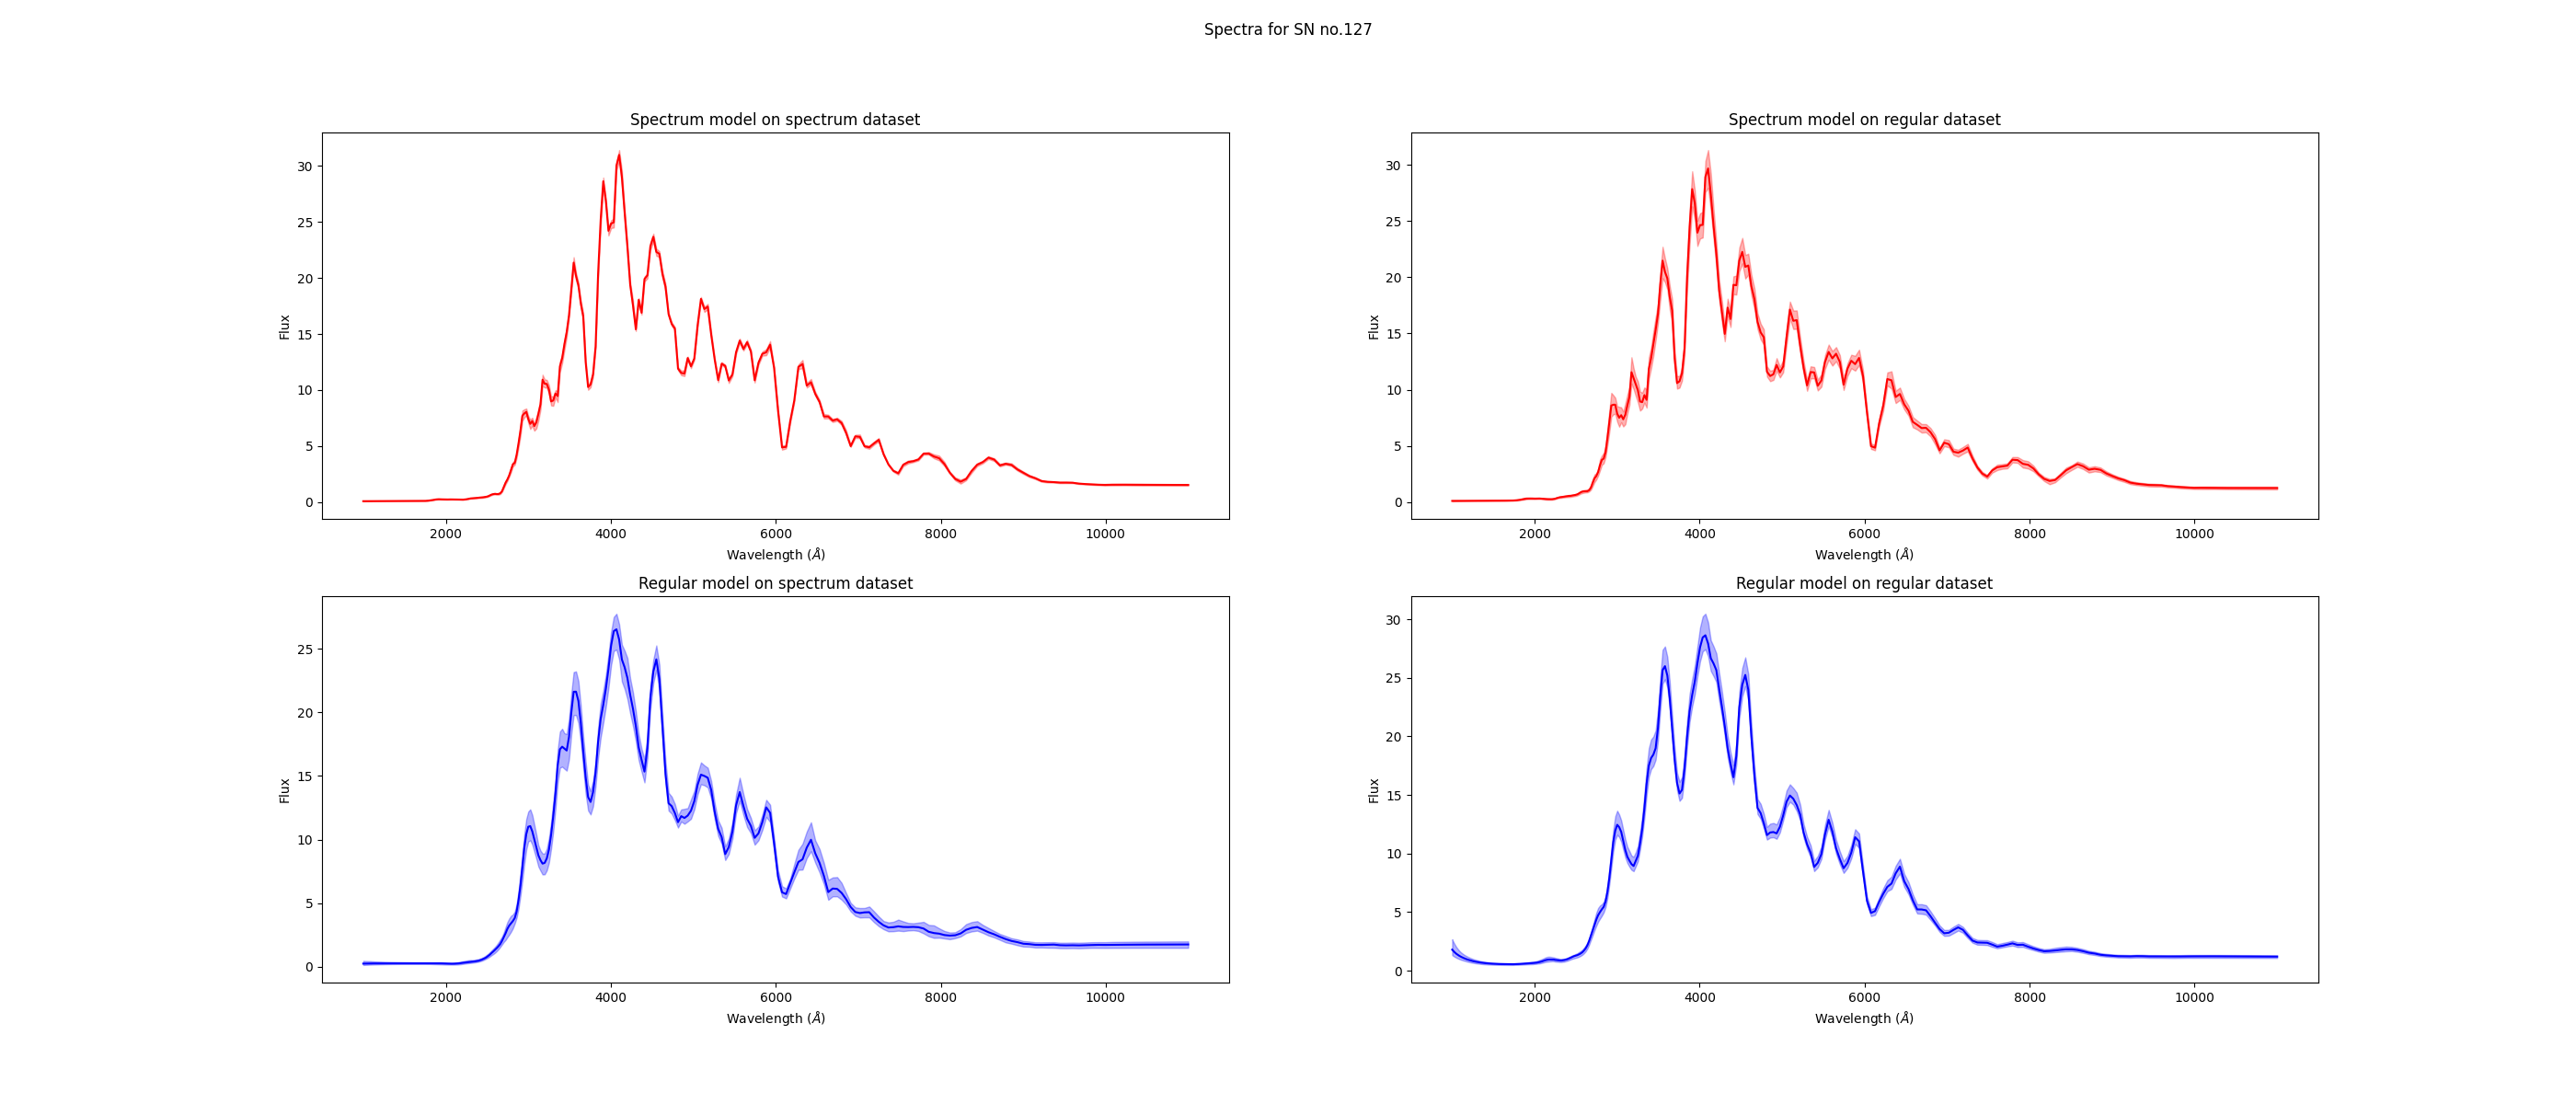 Spectra for SN no.127
Spectrum model on spectrum dataset
30
25
20
15
10
5
0
Flux
2000 4000 6000 8000 10000
Wavelength (Å)
Spectrum model on regular dataset
30
25
20
15
10
5
0
Flux
2000 4000 6000 8000 10000
Wavelength (Å)
Regular model on spectrum dataset
25
20
15
10
5
0
Flux
2000 4000 6000 8000 10000
Wavelength (Å)
Regular model on regular dataset
30
25
20
15
10
5
0
Flux
2000 4000 6000 8000 10000
Wavelength (Å)